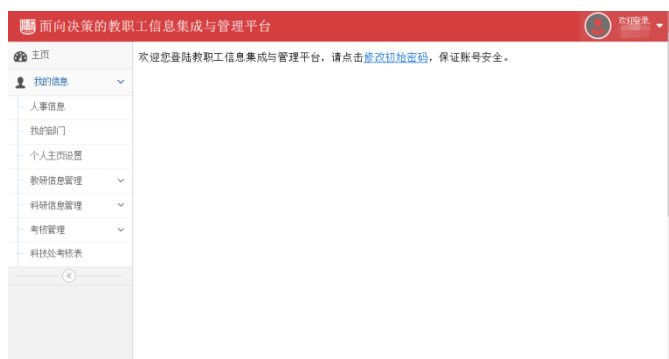 面向决策的教职工信息集成与管理平台
欢迎登录,
主页
欢迎您登陆教职工信息集成与管理平台，请点击修改初始密码，保证账号安全。
我的信息
人事信息
我的部门
个人主页设置
教研信息管理
科研信息管理
考核管理
科技处考核表